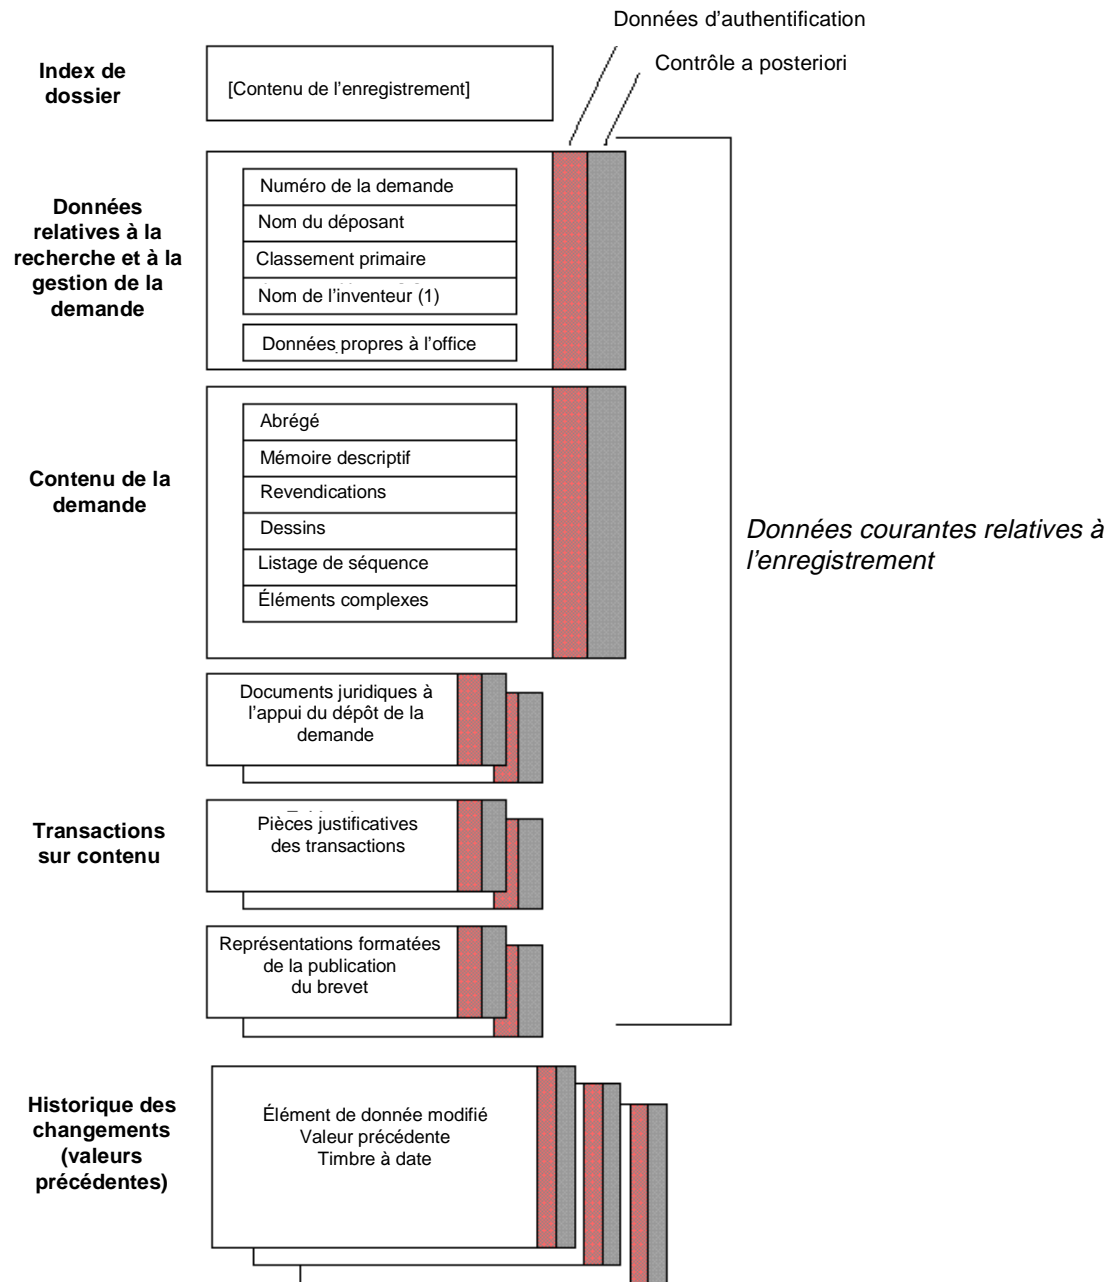 Données d'authentification
Contrôle a posteriori
Index de
dossier
[Contenu de l'enregistrement]
Données
relatives à la
recherche et à la
gestion de la
demande
Numéro de la demande
Nom du déposant
Classement primaire
Nom de l'inventeur (1)
Données propres à l'office
Contenu de la
demande
Abrégé
Mémoire descriptif
Revendications
Dessins
Listage de séquence
Éléments complexes
Données courantes relatives à
l'enregistrement
Documents juridiques à
l'appui du dépôt de la
demande
Transactions
sur contenu
Pièces justificatives
des transactions
Représentations formatées
de la publication
du brevet
Historique des
changements
(valeurs
précédentes)
Élément de donnée modifié
Valeur précédente
Timbre à date